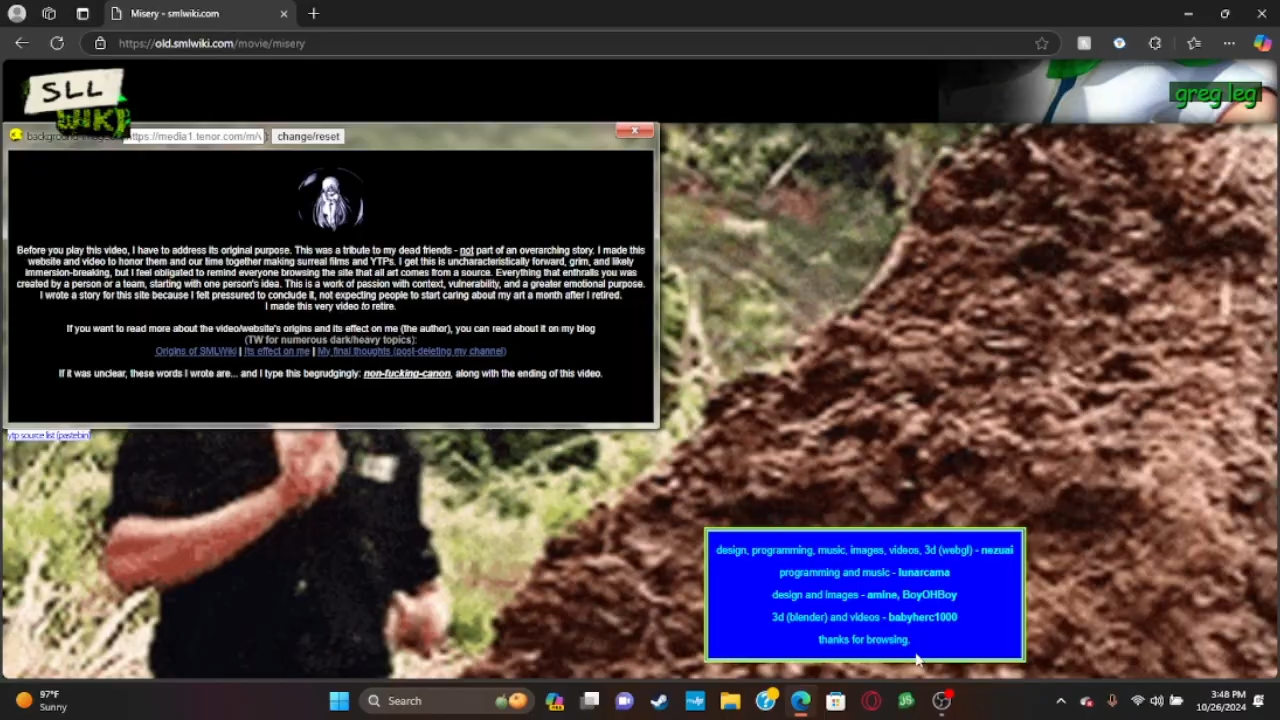 Misery - smlwiki.com
https://old.smlwiki.com/movie/misery
SLL
WIKI
greg leg
https://media1.tenor.com/m/v
change/reset
Before you play this video, I have to address its original purpose. This was a tribute to my dead friends - not part of an overarching story. I made this
website and video to honor them and our time together making surreal films and YTPs. I get this is uncharacteristically forward, grim, and likely
immersion-breaking, but I feel obligated to remind everyone browsing the site that all art comes from a source. Everything that enthralls you was
created by a person or a team, starting with one person's idea. This is a work of passion with context, vulnerability, and a greater emotional purpose.
I wrote a story for this site because I felt pressured to conclude it, not expecting people to start caring about my art a month after I retired.
I made this very video to retire.
If you want to read more about the video/website's origins and its effect on me (the author), you can read about it on my blog
(TW for numerous dark/heavy topics):
Origins of SMLWiki | Its effect on me | My final thoughts (post-deleting my channel)
If it was unclear, these words I wrote are... and I type this begrudgingly: non-fucking-canon, along with the ending of this video.
ytp source list (pastebin)
design, programming, music, images, videos, 3d (webgl) - nezuai
programming and music - lunarcama
design and images - amine, BoyOHBoy
3d (blender) and videos - babyherc1000
thanks for browsing.
97°F
Sunny
Search
3:48 PM
10/26/2024